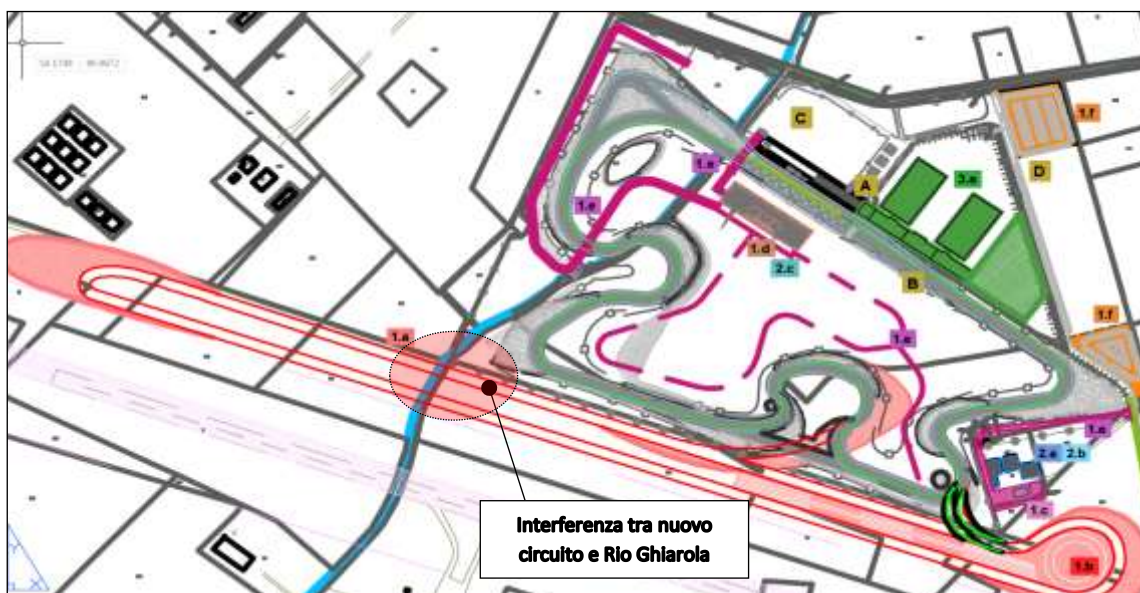 C
1.f
1.e
A
3.a
D
1.e
1.d
2.c
B
1.a
1.e
1.f
1.e
2.a
2.b
1.c
Interferenza tra nuovo
circuito e Rio Ghiarola
1.b